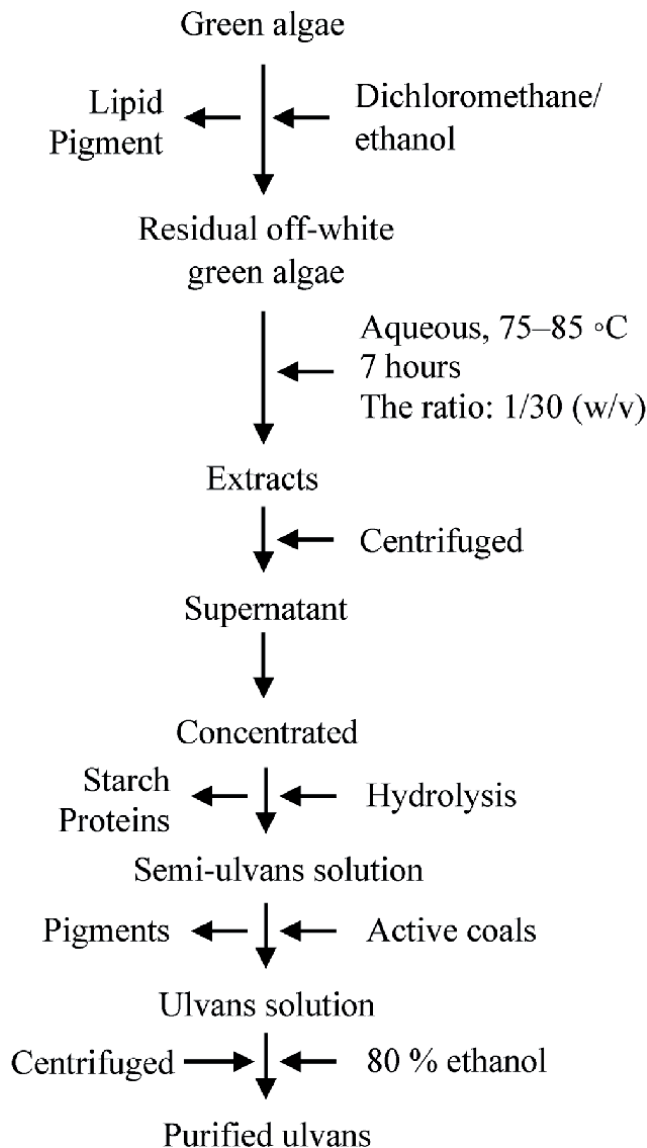 Green algae
Lipid
Pigment
Dichloromethane/
ethanol
Residual off-white
green algae
Aqueous, 75–85 ◦C
7 hours
The ratio: 1/30 (w/v)
Extracts
Centrifuged
Supernatant
Concentrated
Starch
Proteins
Hydrolysis
Semi-ulvans solution
Pigments
Active coals
Ulvans solution
Centrifuged
80 % ethanol
Purified ulvans